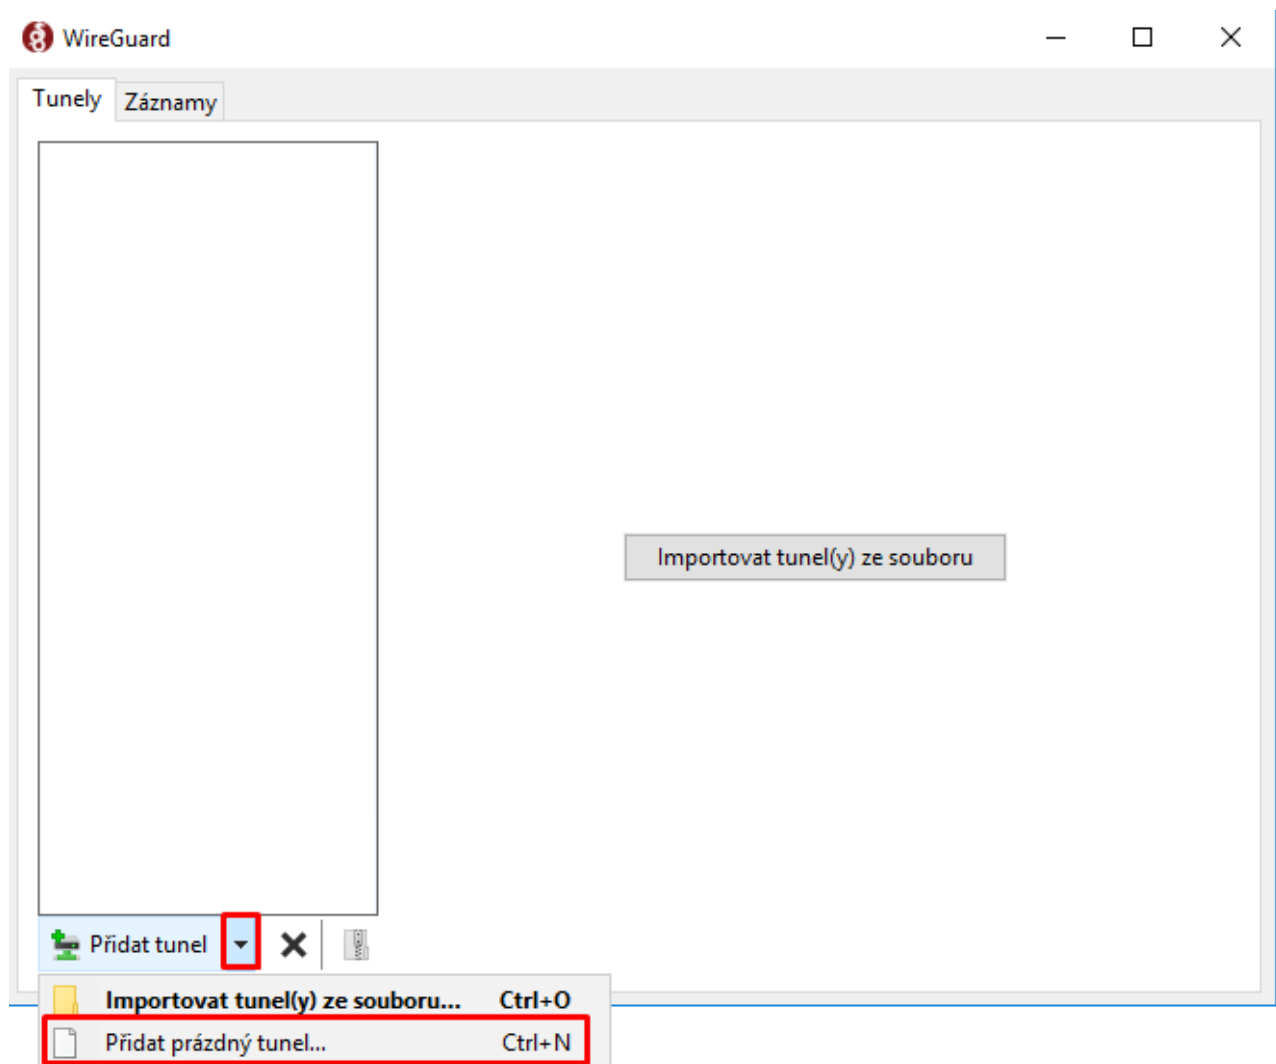 WireGuard
Tunely Záznamy
Importovat tunel(y) ze souboru
Přidat tunel
Importovat tunel(y) ze souboru... Ctrl+O
Přidat prázdný tunel... Ctrl+N